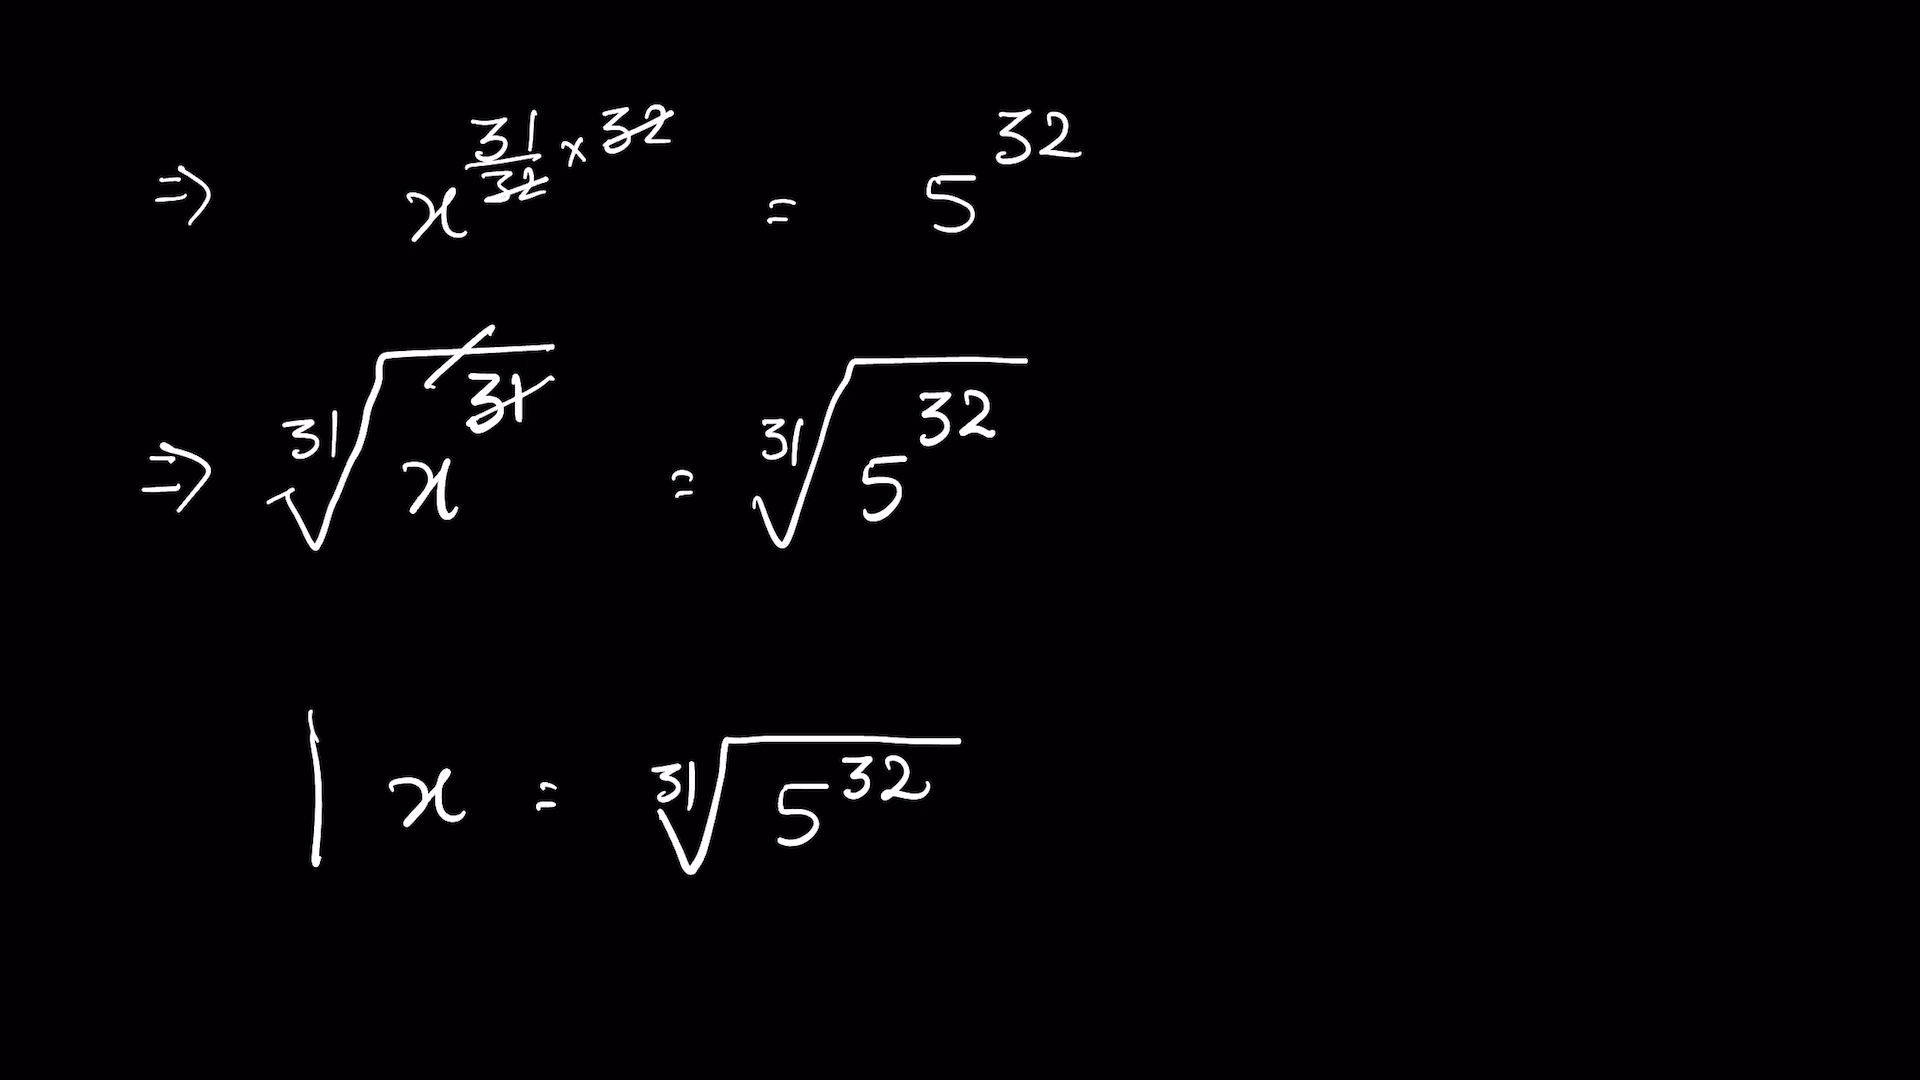 ⇒ x^(31/32 × 32) = 5^32
⇒ ³¹√(x^31) = ³¹√(5^32)
| x = ³¹√(5^32)